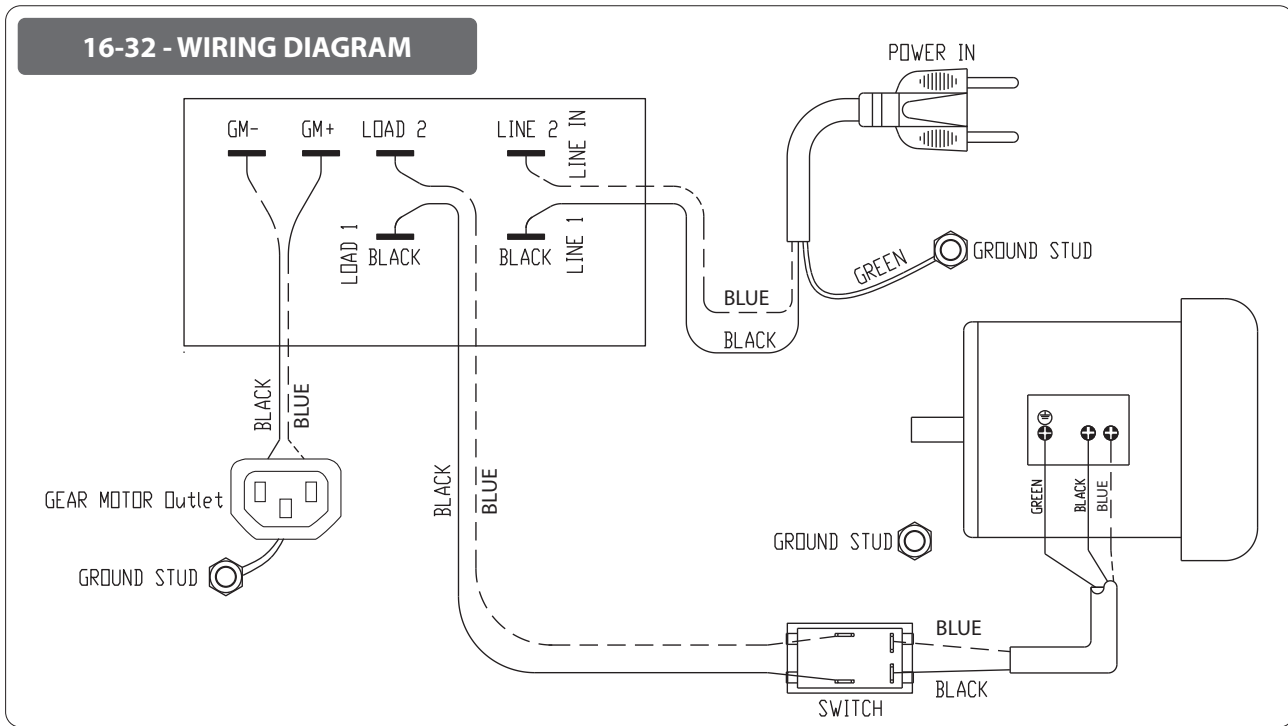 16-32 - WIRING DIAGRAM
POWER IN
GM-
GM+
LOAD 2
LINE 2
LINE IN
LOAD 1
BLACK
BLACK
LINE 1
GREEN
GROUND STUD
BLUE
BLACK
BLACK
BLUE
GEAR MOTOR Outlet
GROUND STUD
BLACK
BLUE
GREEN
BLACK
BLUE
GROUND STUD
BLUE
BLACK
SWITCH